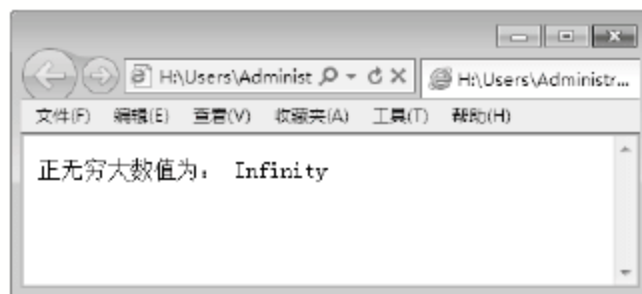 H:\Users\Administ
H:\Users\Administr...
文件(F) 编辑(E) 查看(V) 收藏夹(A) 工具(T) 帮助(H)
正无穷大数值为： Infinity